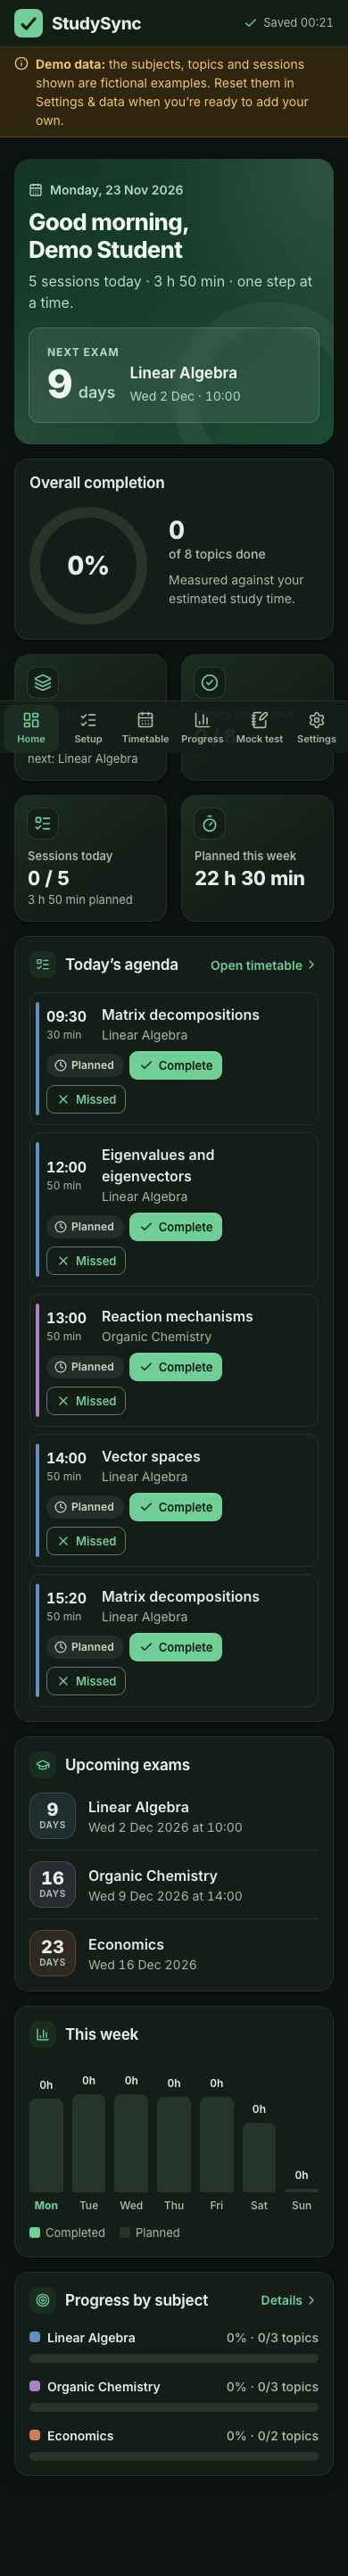 StudySync
Saved 00:21
Demo data: the subjects, topics and sessions
shown are fictional examples. Reset them in
Settings & data when you're ready to add your
own.
Monday, 23 Nov 2026
Good morning,
Demo Student
5 sessions today · 3 h 50 min · one step at
a time.
NEXT EXAM
9 days
Linear Algebra
Wed 2 Dec · 10:00
Overall completion
0%
0
of 8 topics done
Measured against your
estimated study time.
Home
Setup
Timetable
Progress
Mock test
Settings
next: Linear Algebra
Sessions today
0 / 5
3 h 50 min planned
Planned this week
22 h 30 min
Today’s agenda
Open timetable
09:30
30 min
Matrix decompositions
Linear Algebra
Planned
Complete
Missed
12:00
50 min
Eigenvalues and
eigenvectors
Linear Algebra
Planned
Complete
Missed
13:00
50 min
Reaction mechanisms
Organic Chemistry
Planned
Complete
Missed
14:00
50 min
Vector spaces
Linear Algebra
Planned
Complete
Missed
15:20
50 min
Matrix decompositions
Linear Algebra
Planned
Complete
Missed
Upcoming exams
9
DAYS
Linear Algebra
Wed 2 Dec 2026 at 10:00
16
DAYS
Organic Chemistry
Wed 9 Dec 2026 at 14:00
23
DAYS
Economics
Wed 16 Dec 2026
This week
0h 0h 0h 0h 0h 0h 0h
Mon Tue Wed Thu Fri Sat Sun
Completed Planned
Progress by subject
Details
Linear Algebra
0% · 0/3 topics
Organic Chemistry
0% · 0/3 topics
Economics
0% · 0/2 topics